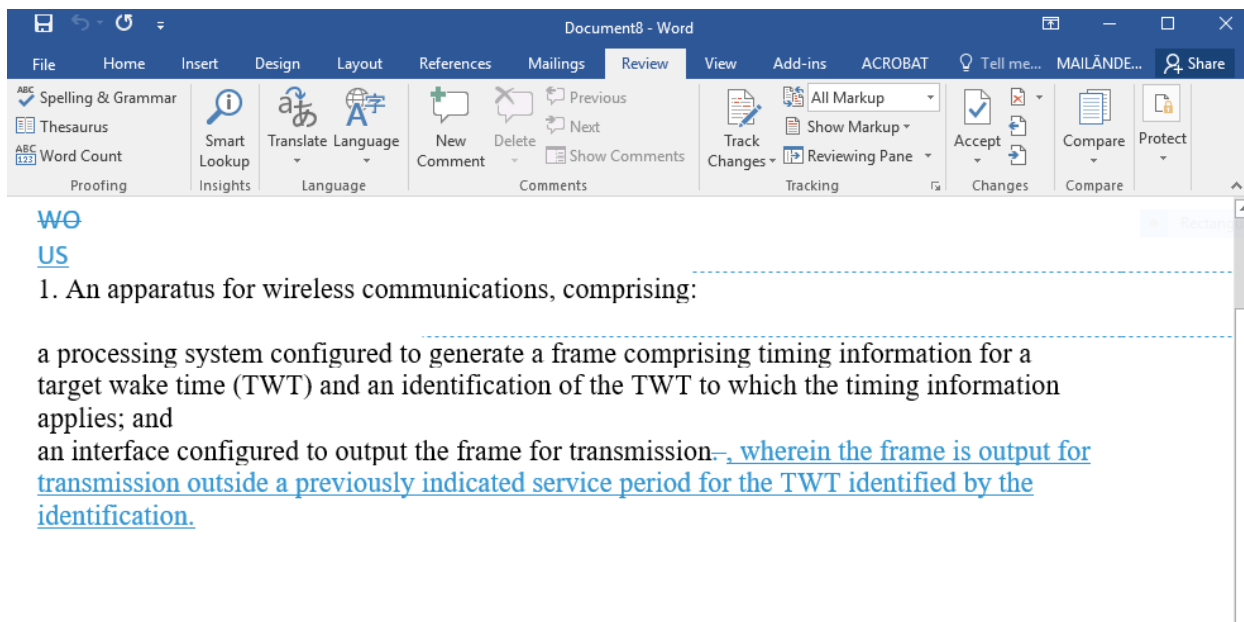 Document8 - Word
File Home Insert Design Layout References Mailings Review View Add-ins ACROBAT Tell me... MAILÄNDE... Share
ABC Spelling & Grammar
Thesaurus
ABC 123 Word Count
Proofing
Smart Lookup
Insights
Translate Language
Language
New Comment
Delete
Previous
Next
Show Comments
Comments
Track Changes
All Markup
Show Markup
Reviewing Pane
Tracking
Accept
Changes
Compare
Compare
Protect
Rectang
WO
US
1. An apparatus for wireless communications, comprising:
a processing system configured to generate a frame comprising timing information for a
target wake time (TWT) and an identification of the TWT to which the timing information
applies; and
an interface configured to output the frame for transmission. , wherein the frame is output for
transmission outside a previously indicated service period for the TWT identified by the
identification.